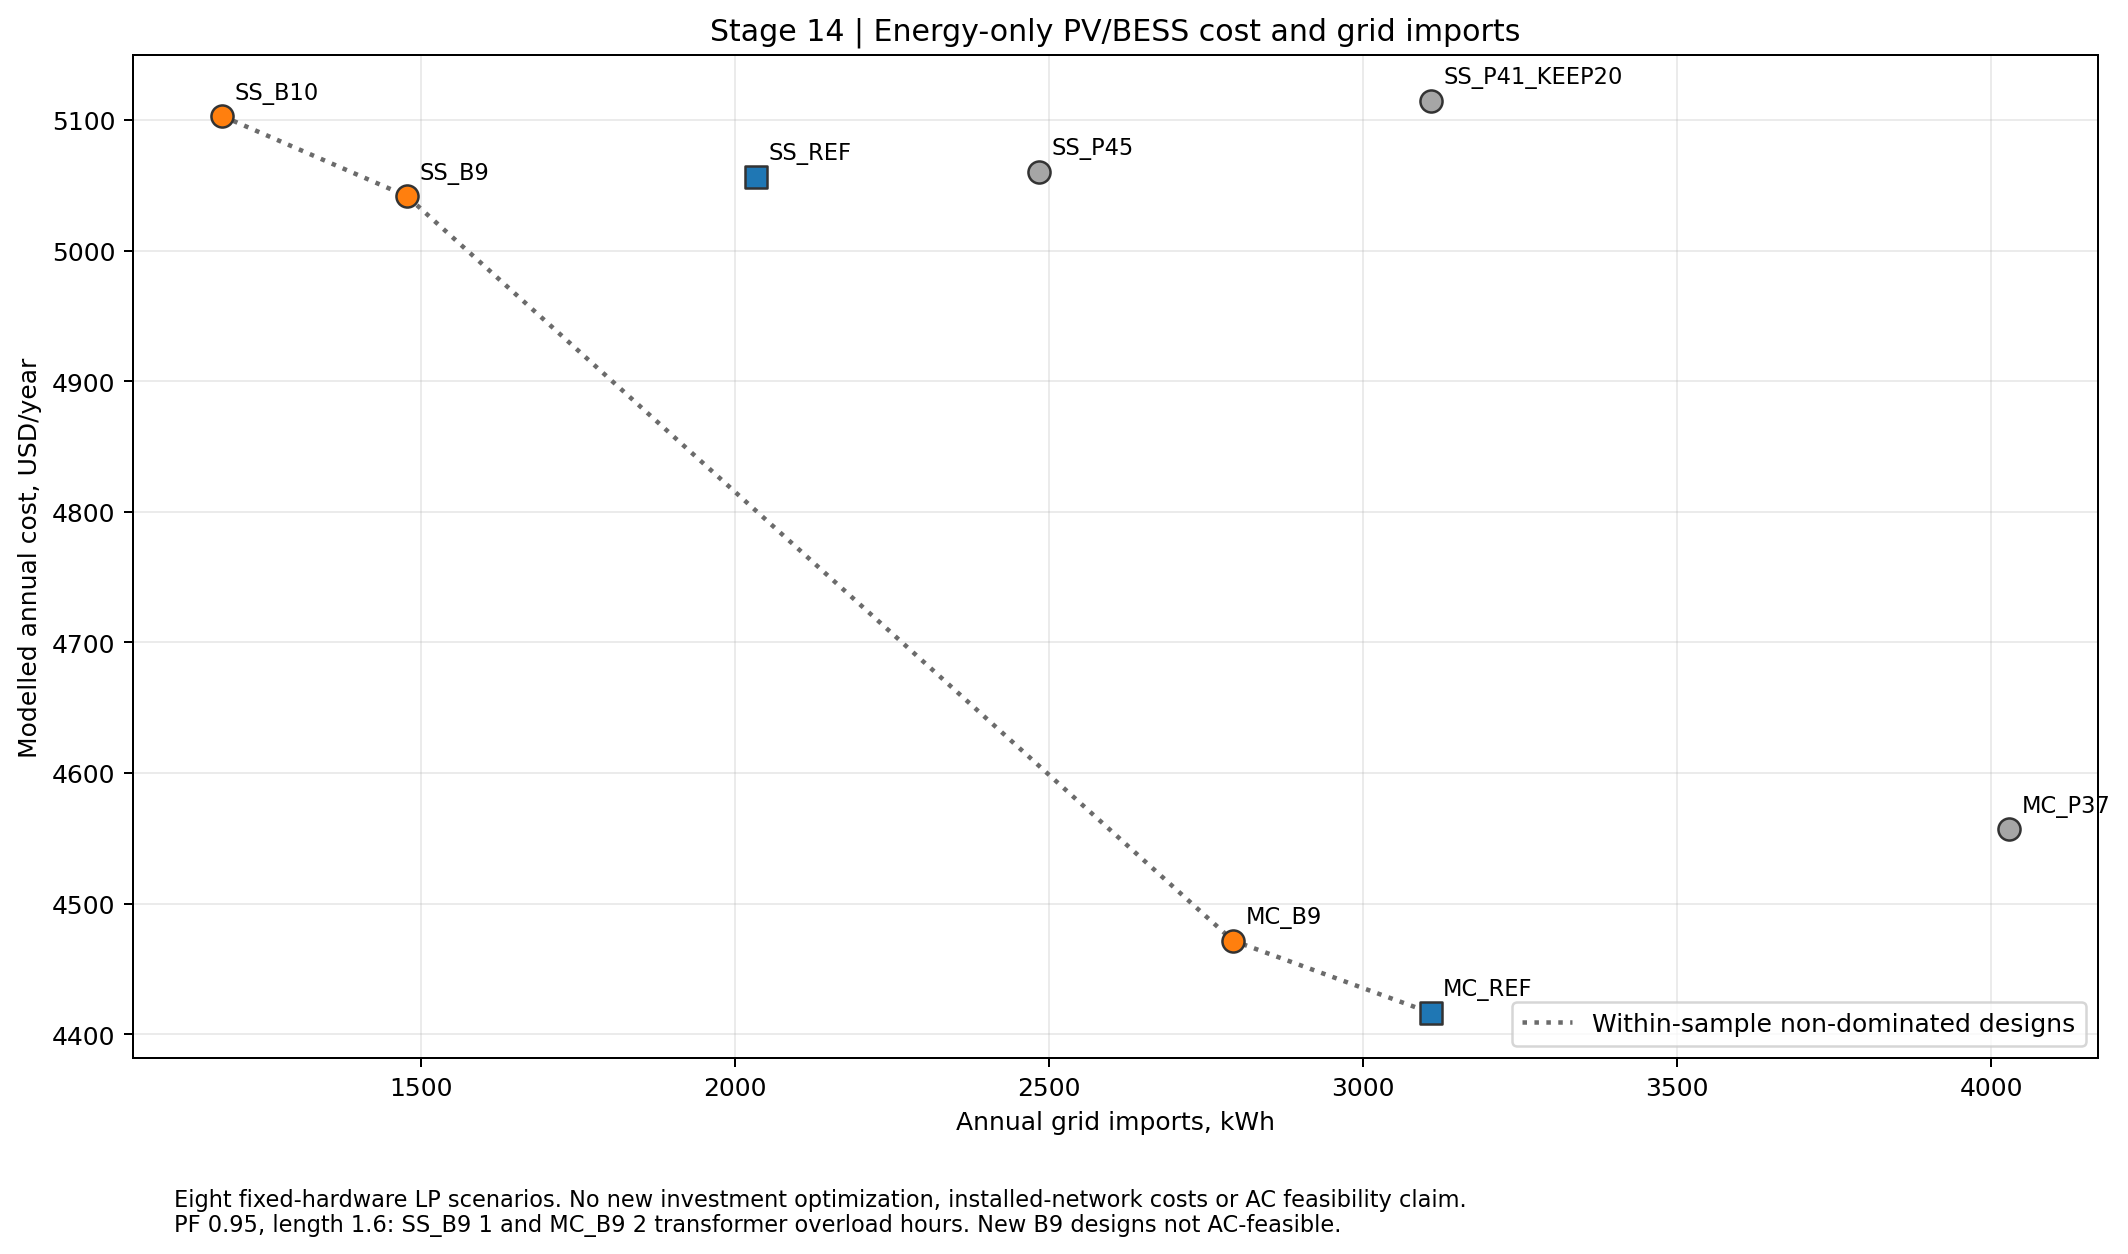 Stage 14 | Energy-only PV/BESS cost and grid imports
SS_P41_KEEP20
SS_B10
5100
SS_REF
SS_P45
SS_B9
5000
4900
Modelled annual cost, USD/year
4800
4700
4600
MC_P37
4500
MC_B9
MC_REF
4400
Within-sample non-dominated designs
1500
2000
2500
3000
3500
4000
Annual grid imports, kWh
Eight fixed-hardware LP scenarios. No new investment optimization, installed-network costs or AC feasibility claim.
PF 0.95, length 1.6: SS_B9 1 and MC_B9 2 transformer overload hours. New B9 designs not AC-feasible.